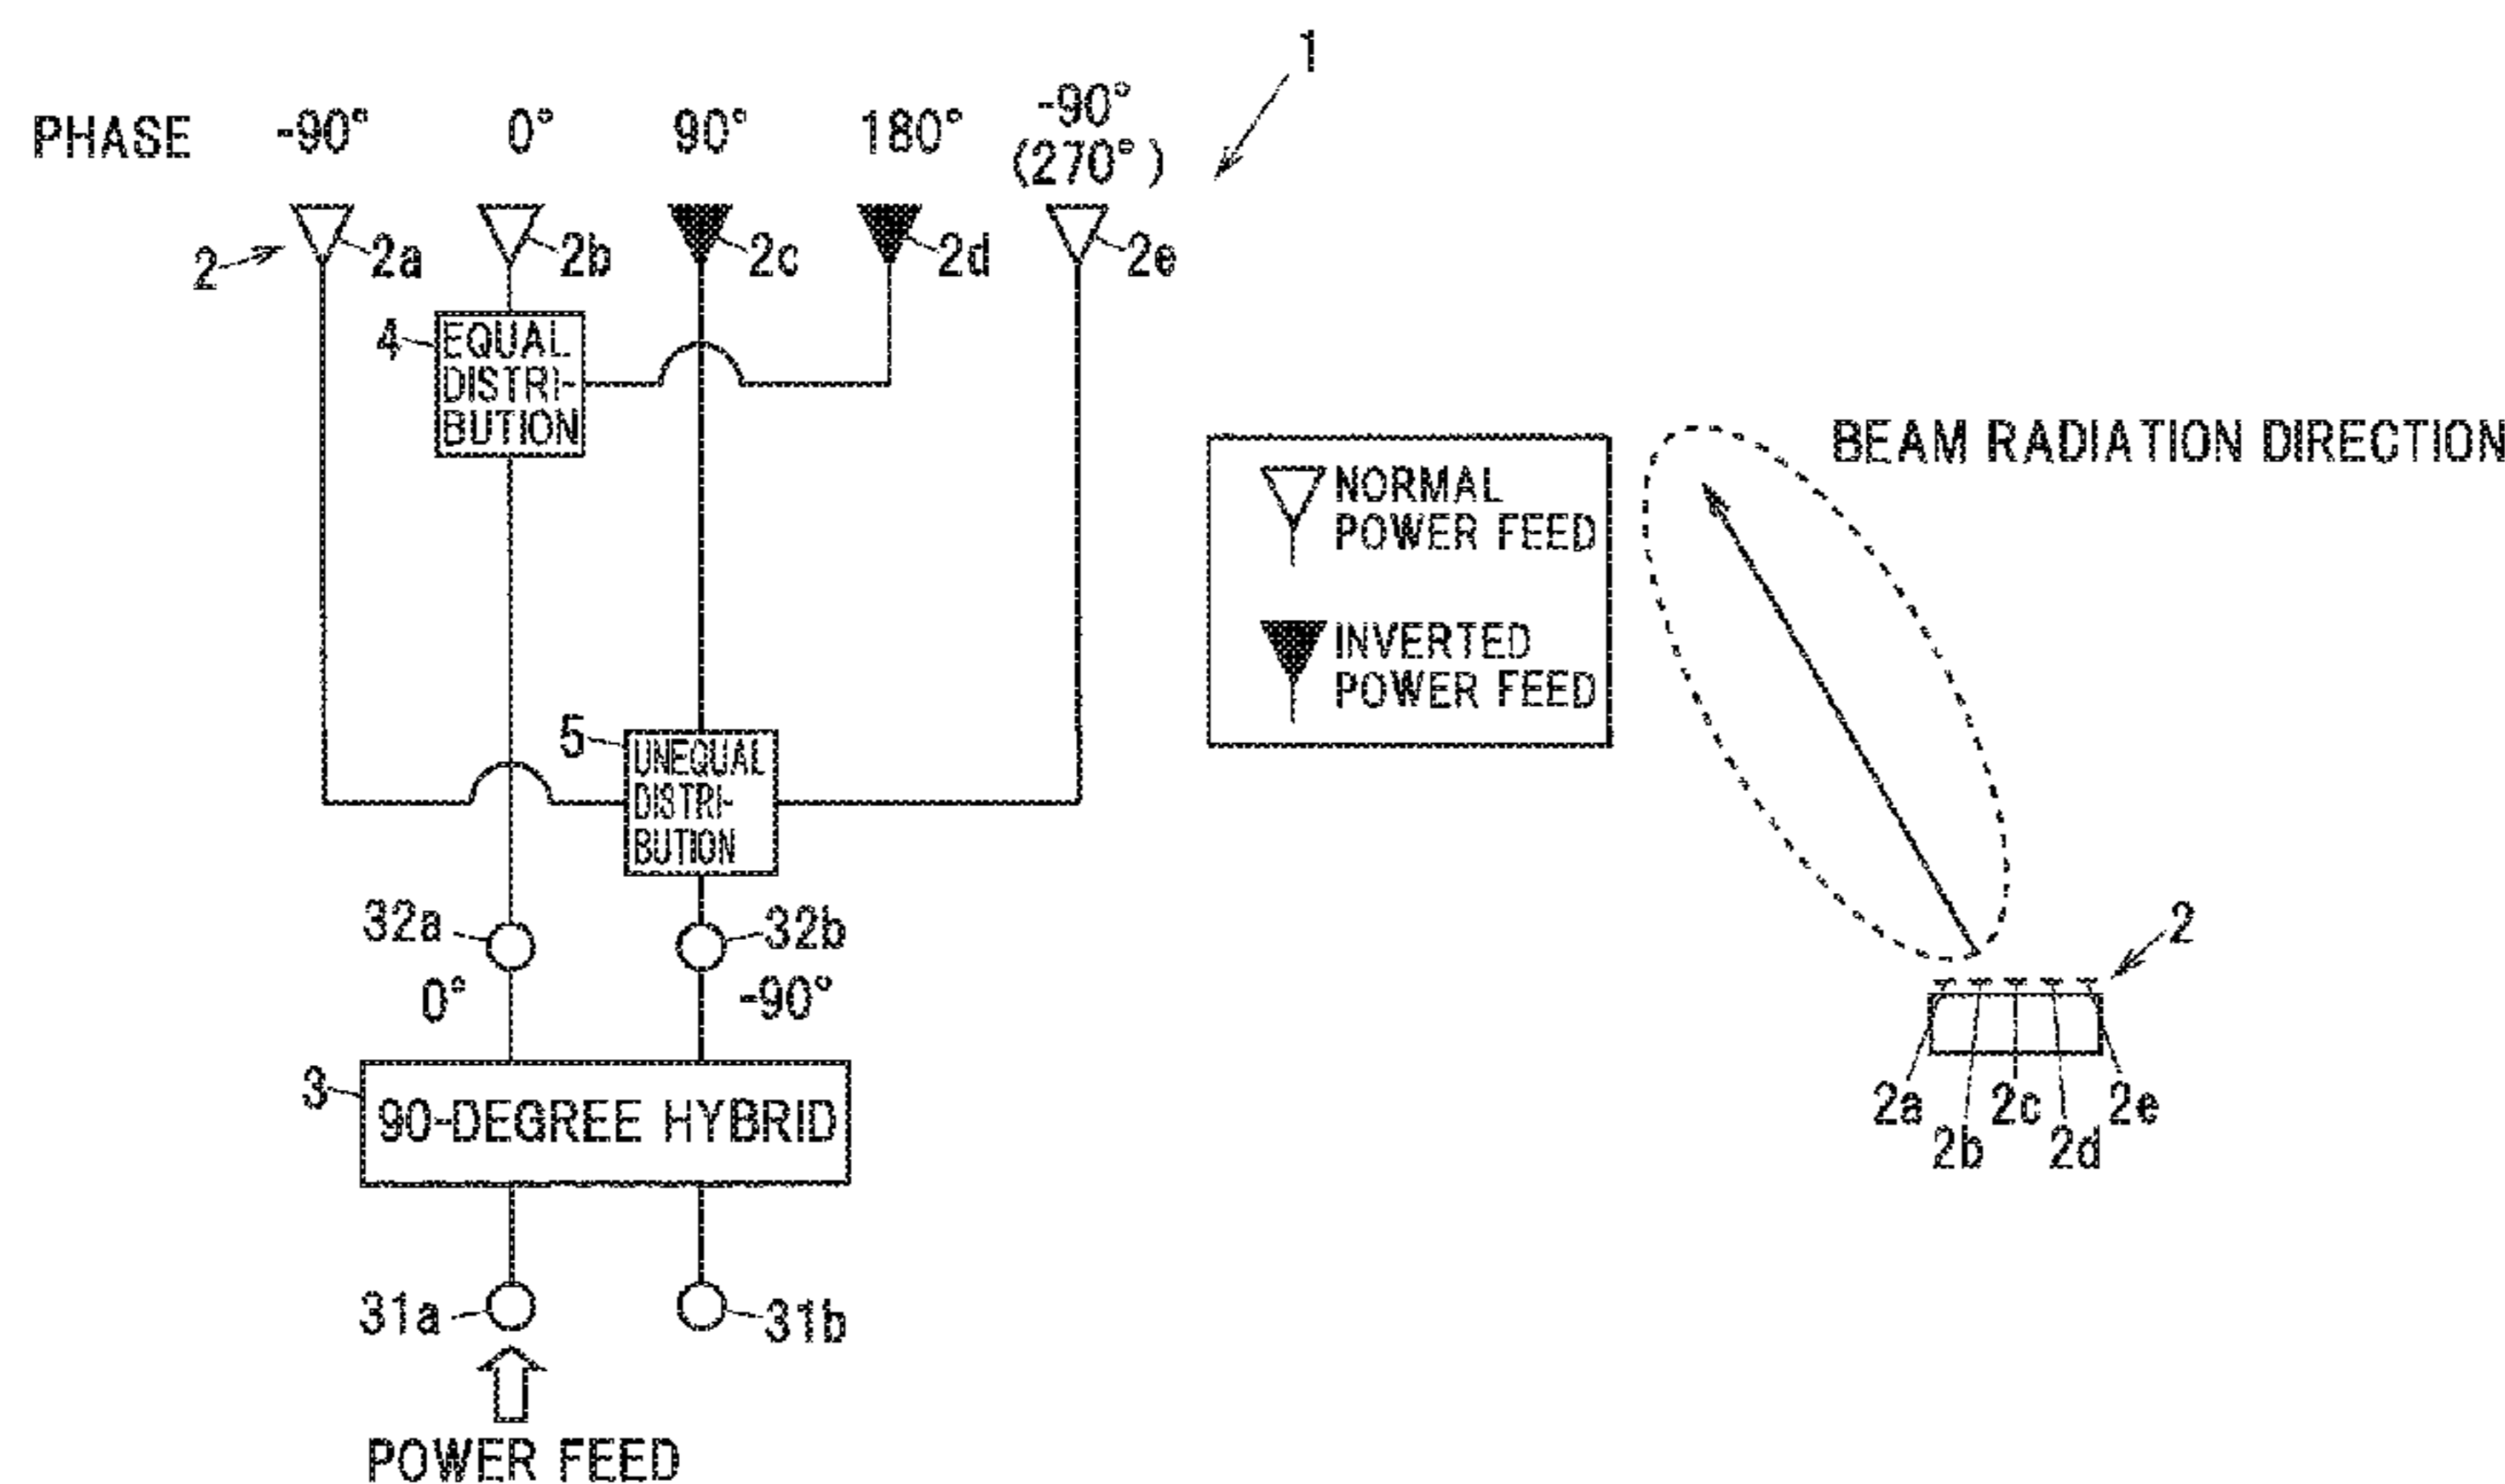 1
PHASE -90° 0° 90° 180° -90°
(270°)
2 2a 2b 2c 2d 2e
4 EQUAL
DISTRI-
BUTION
5 UNEQUAL
DISTRI-
BUTION
32a 32b
0° -90°
3 90-DEGREE HYBRID
31a 31b
POWER FEED
NORMAL
POWER FEED
INVERTED
POWER FEED
BEAM RADIATION DIRECTION
2
2a 2c 2e
2b 2d